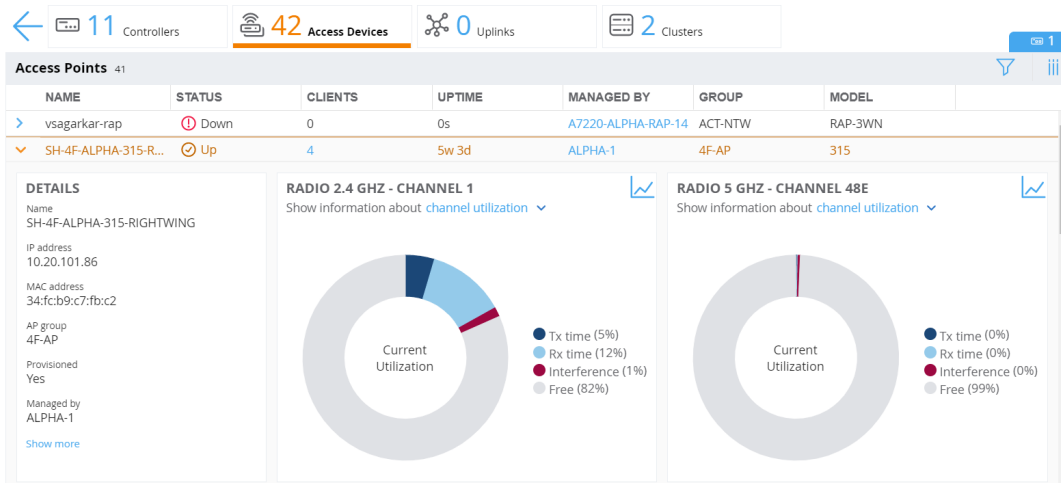 11 Controllers 42 Access Devices 0 Uplinks 2 Clusters
1
Access Points 41
NAME STATUS CLIENTS UPTIME MANAGED BY GROUP MODEL
vsagarkar-rap Down 0 0s A7220-ALPHA-RAP-14 ACT-NTW RAP-3WN
SH-4F-ALPHA-315-R... Up 4 5w 3d ALPHA-1 4F-AP 315
DETAILS
Name
SH-4F-ALPHA-315-RIGHTWING
IP address
10.20.101.86
MAC address
34:fc:b9:c7:fb:c2
AP group
4F-AP
Provisioned
Yes
Managed by
ALPHA-1
Show more
RADIO 2.4 GHZ - CHANNEL 1
Show information about channel utilization
Current
Utilization
Tx time (5%)
Rx time (12%)
Interference (1%)
Free (82%)
RADIO 5 GHZ - CHANNEL 48E
Show information about channel utilization
Current
Utilization
Tx time (0%)
Rx time (0%)
Interference (0%)
Free (99%)